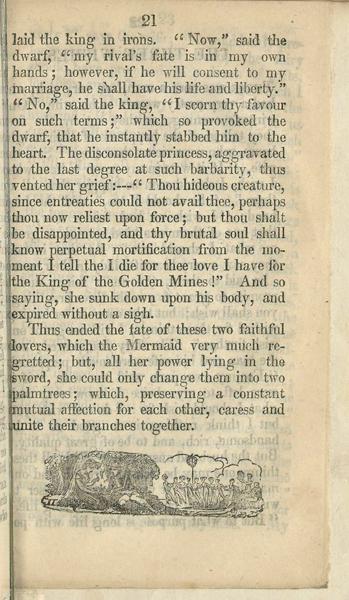 21
laid the king in irons. "Now," said the
dwarf, "my rival's fate is in my own
hands; however, if he will consent to my
marriage, he shall have his life and liberty."
"No," said the king, "I scorn thy favour
on such terms;" which so provoked the
dwarf, that he instantly stabbed him to the
heart. The disconsolate princess, aggravated
to the last degree at such barbarity, thus
vented her grief:---"Thou hideous creature,
since entreaties could not avail thee, perhaps
thou now reliest upon force; but thou shalt
be disappointed, and thy brutal soul shall
know perpetual mortification from the mo-
ment I tell the I die for thee love I have for
the King of the Golden Mines!" And so
saying, she sunk down upon his body, and
expired without a sigh.
Thus ended the fate of these two faithful
lovers, which the Mermaid very much re-
gretted; but, all her power lying in the
sword, she could only change them into two
palmtrees; which, preserving a constant
mutual affection for each other, caress and
unite their branches together.